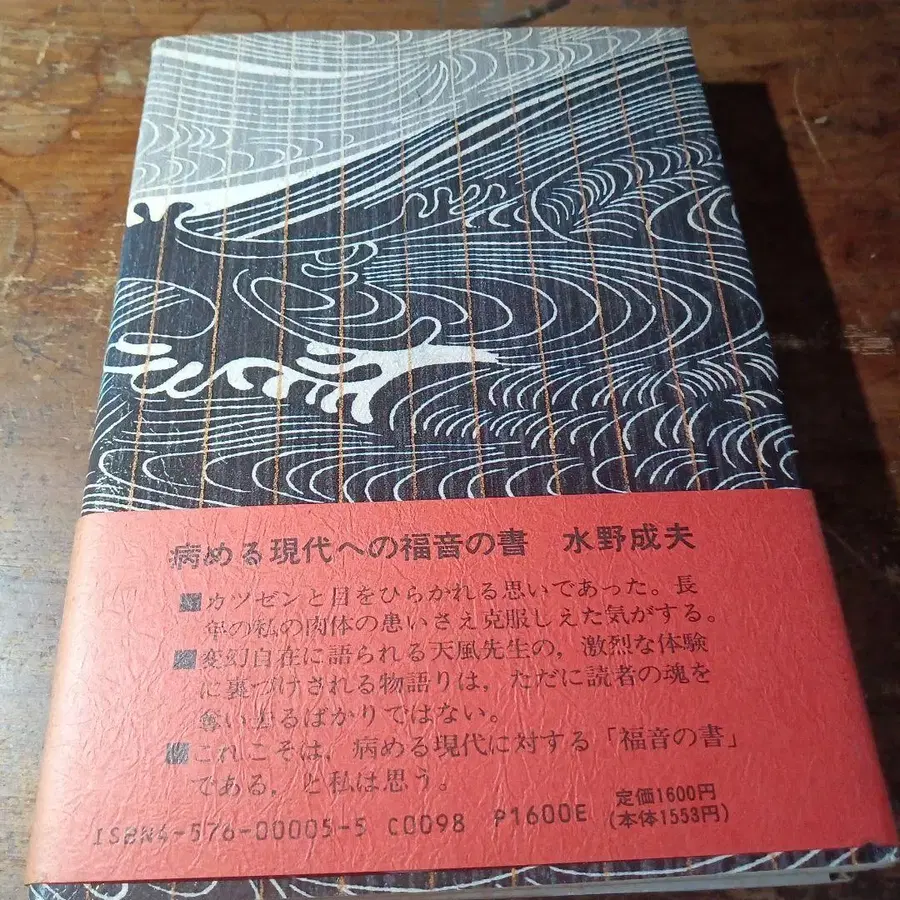 病める現代への福音の書　水野成夫
■カツゼンと目をひらかれる思いであった。長
年の私の肉体の患いさえ克服しえた気がする。
■変幻自在に語られる天風先生の，激烈な体験
に裏づけされる物語りは，ただに読者の魂を
奪い去るばかりではない。
■これこそは，病める現代に対する「福音の書」
である，と私は思う。
ISBN4-576-00005-5 C0098 P1600E
定価1600円
(本体1553円)